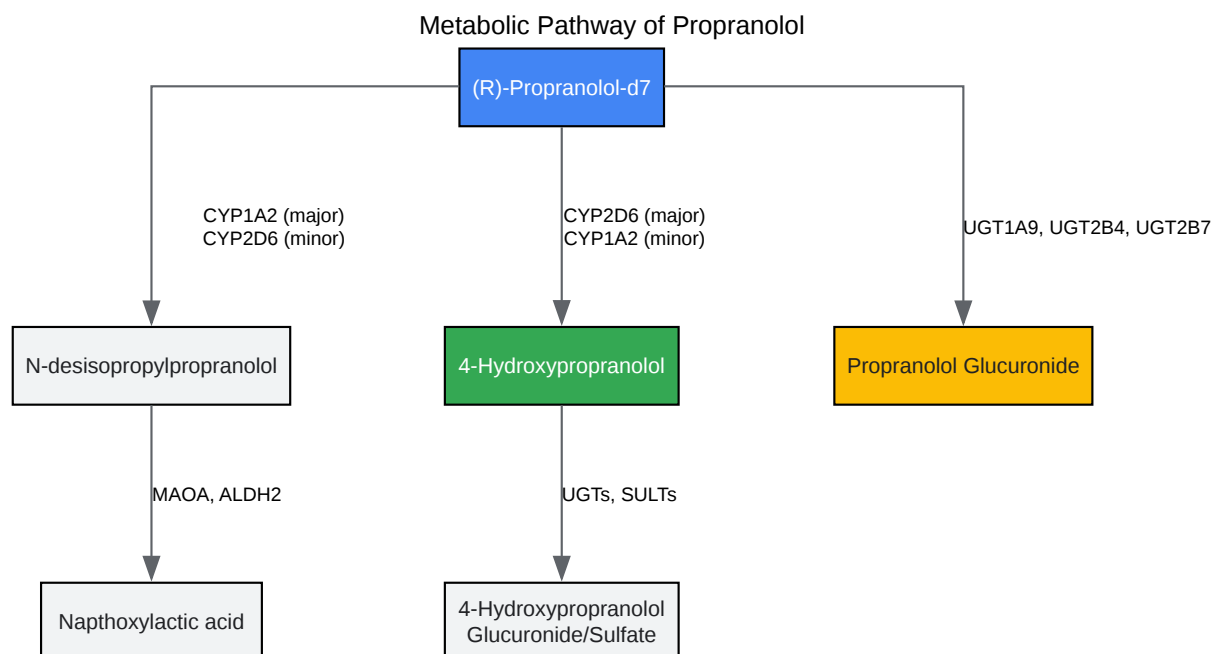 Metabolic Pathway of Propranolol
(R)-Propranolol-d7
CYP1A2 (major)
CYP2D6 (minor)
CYP2D6 (major)
CYP1A2 (minor)
UGT1A9, UGT2B4, UGT2B7
N-desisopropylpropranolol
4-Hydroxypropranolol
Propranolol Glucuronide
MAOA, ALDH2
UGTs, SULTs
Napthoxylactic acid
4-Hydroxypropranolol
Glucuronide/Sulfate